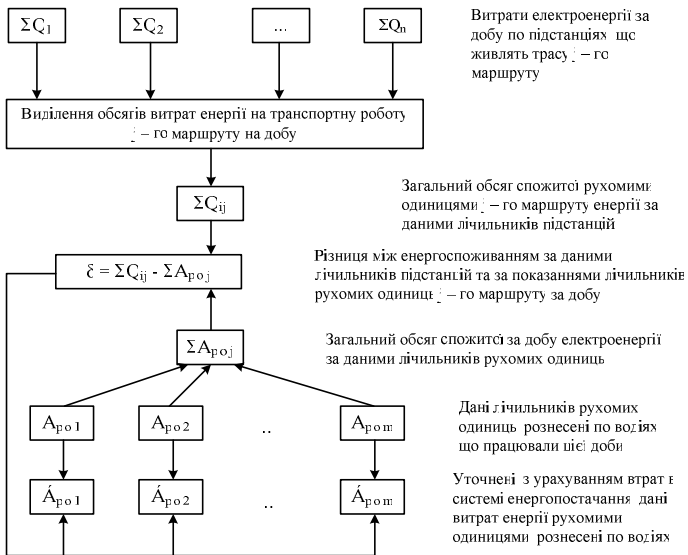 ΣQ1 ΣQ2 ... ΣQn
Витрати електроенергії за
добу по підстанціях що
живлять трасу j – го
маршруту
Виділення обсягів витрат енергії на транспортну роботу
j – го маршруту на добу
ΣQij
Загальний обсяг спожитої рухомими
одиницями j – го маршруту енергії за
даними лічильників підстанцій
δ = ΣQij - ΣApoj
Різниця між енергоспоживанням за даними
лічильників підстанцій та за показаннями лічильників
рухомих одиниць j – го маршруту за добу
ΣApoj
Загальний обсяг спожитої за добу електроенергії
за даними лічильників рухомих одиниць
Apo1 Apo2 .. Apom
Дані лічильників рухомих
одиниць рознесені по водіях
що працювали цієї доби
Ápo1 Ápo2 .. Ápom
Уточнені з урахуванням втрат в
системі енергопостачання дані
витрат енергії рухомими
одиницями рознесені по водіях